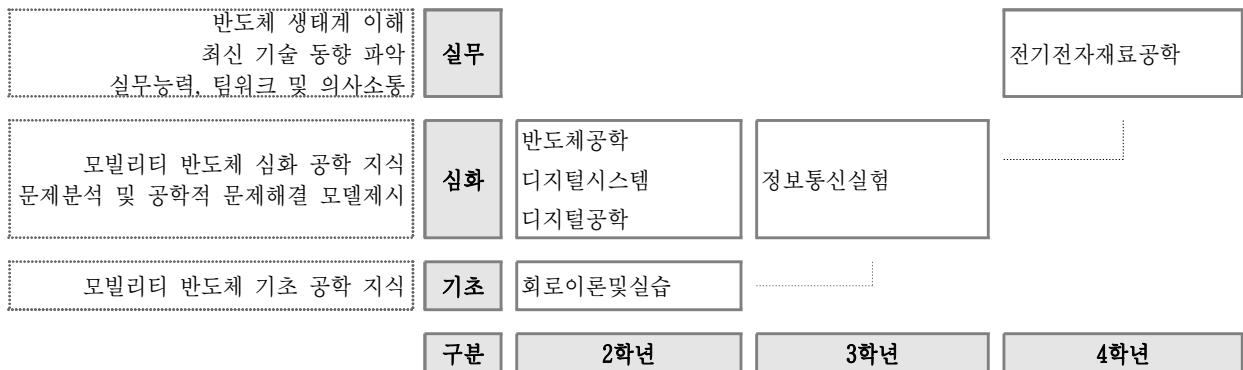 반도체 생태계 이해
최신 기술 동향 파악
실무능력, 팀워크 및 의사소통
실무
전기전자재료공학
모빌리티 반도체 심화 공학 지식
문제분석 및 공학적 문제해결 모델제시
심화
반도체공학
디지털시스템
디지털공학
정보통신실험
모빌리티 반도체 기초 공학 지식
기초
회로이론및실습
구분
2학년
3학년
4학년